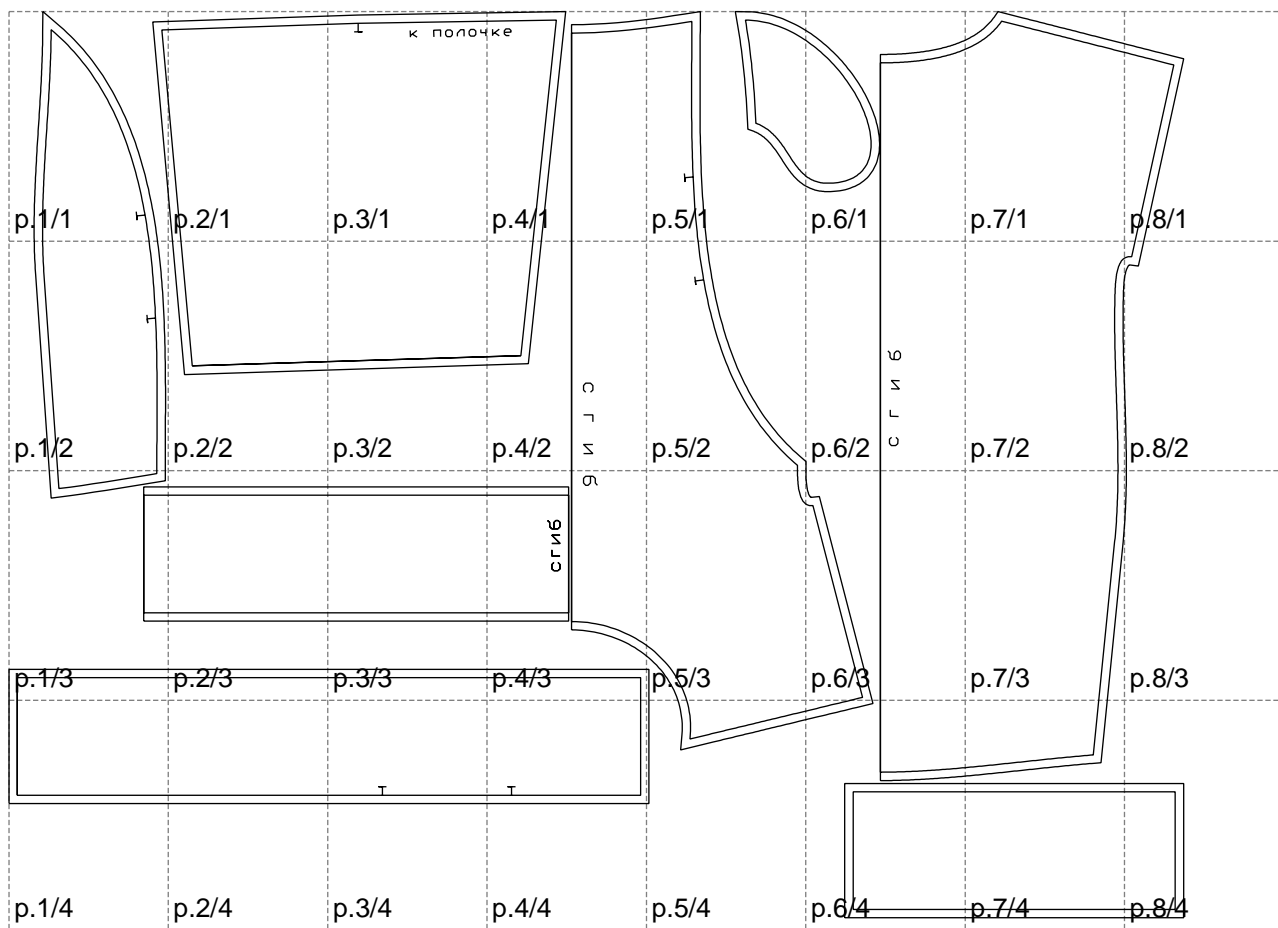 к полочке
p.1/1 p.2/1 p.3/1 p.4/1 p.5/1 p.6/1 p.7/1 p.8/1
сгиб
сгиб
p.1/2 p.2/2 p.3/2 p.4/2 p.5/2 p.6/2 p.7/2 p.8/2
сгиб
p.1/3 p.2/3 p.3/3 p.4/3 p.5/3 p.6/3 p.7/3 p.8/3
p.1/4 p.2/4 p.3/4 p.4/4 p.5/4 p.6/4 p.7/4 p.8/4